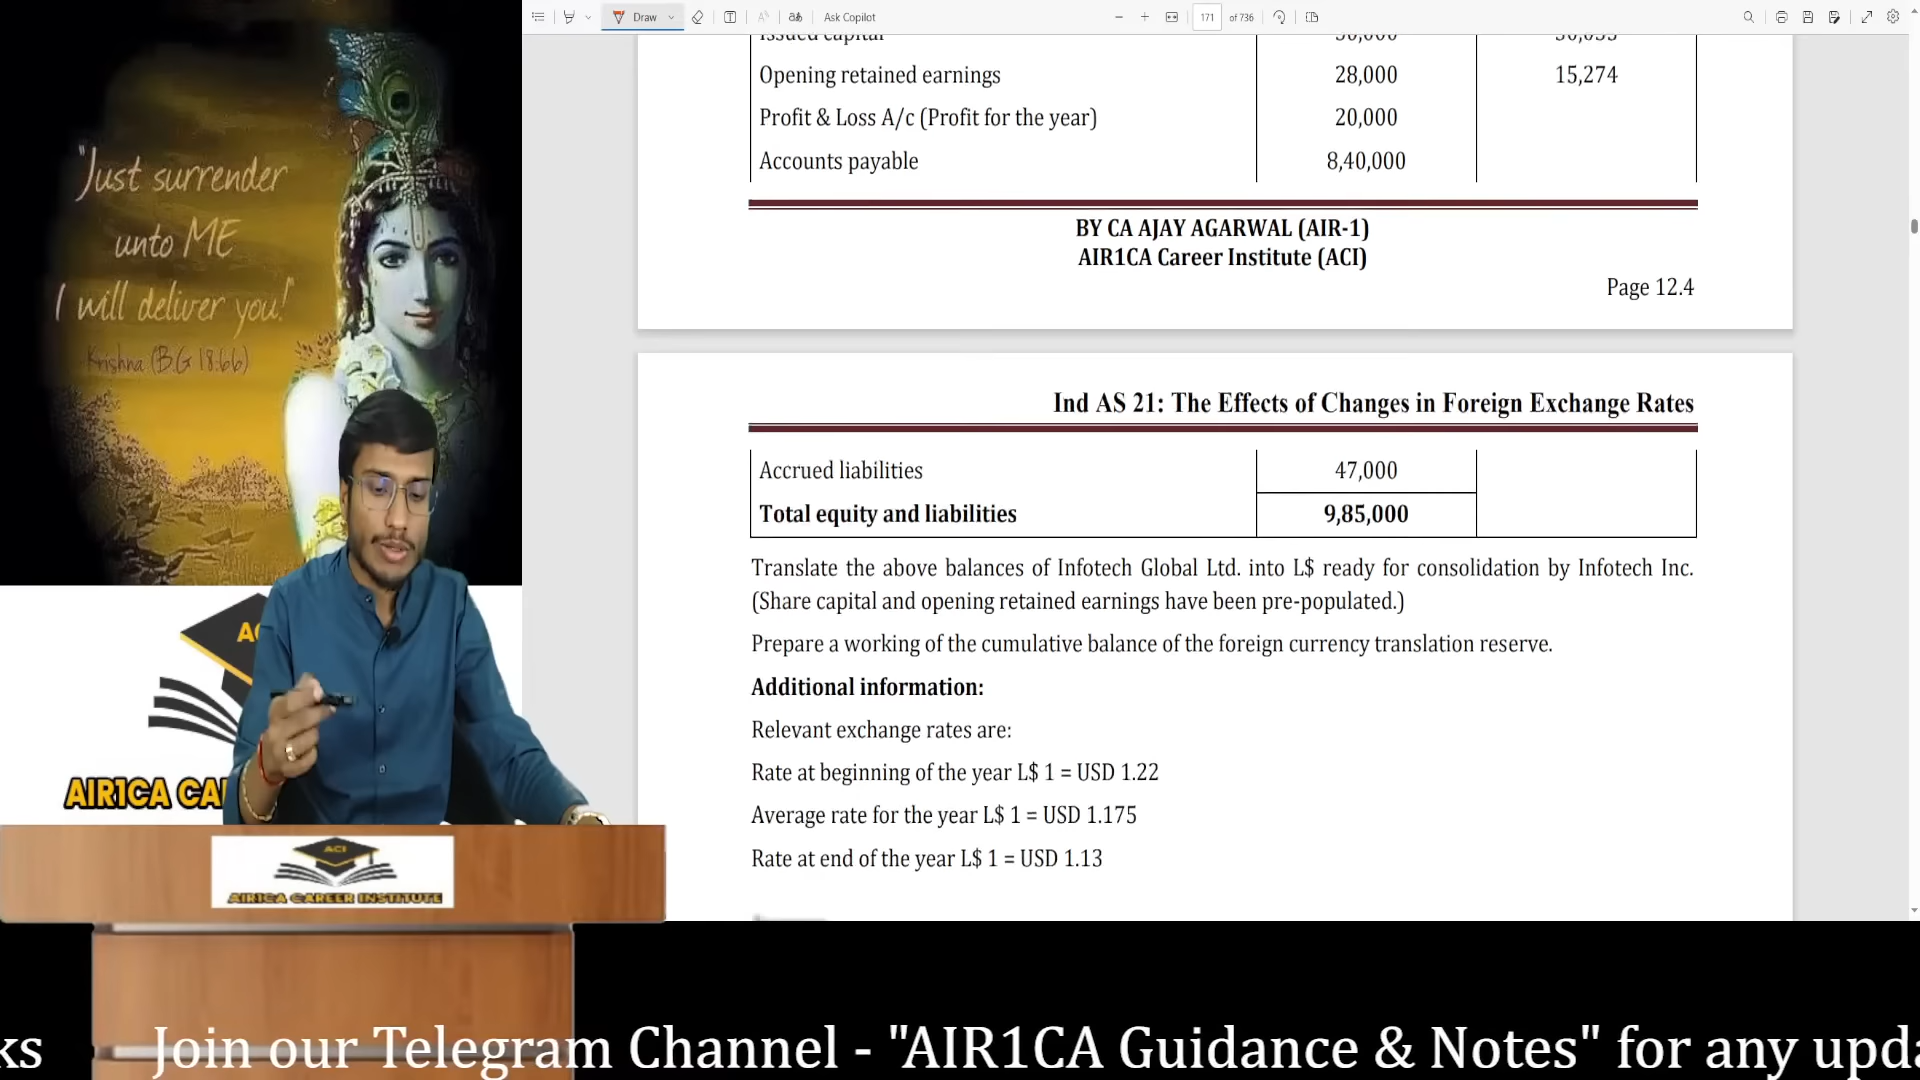 Draw
Ask Copilot
171 of 736
Issued capital 50,000
Opening retained earnings 28,000 15,274
Profit & Loss A/c (Profit for the year) 20,000
Accounts payable 8,40,000
BY CA AJAY AGARWAL (AIR-1)
AIR1CA Career Institute (ACI)
Page 12.4
Ind AS 21: The Effects of Changes in Foreign Exchange Rates
Accrued liabilities 47,000
Total equity and liabilities 9,85,000
Translate the above balances of Infotech Global Ltd. into L$ ready for consolidation by Infotech Inc.
(Share capital and opening retained earnings have been pre-populated.)
Prepare a working of the cumulative balance of the foreign currency translation reserve.
Additional information:
Relevant exchange rates are:
Rate at beginning of the year L$ 1 = USD 1.22
Average rate for the year L$ 1 = USD 1.175
Rate at end of the year L$ 1 = USD 1.13
"Just surrender
unto ME
I will deliver you!"
Krishna (B.G 18:66)
AIR1CA CA
ACI
AIR1CA CAREER INSTITUTE
ks Join our Telegram Channel - "AIR1CA Guidance & Notes" for any upda